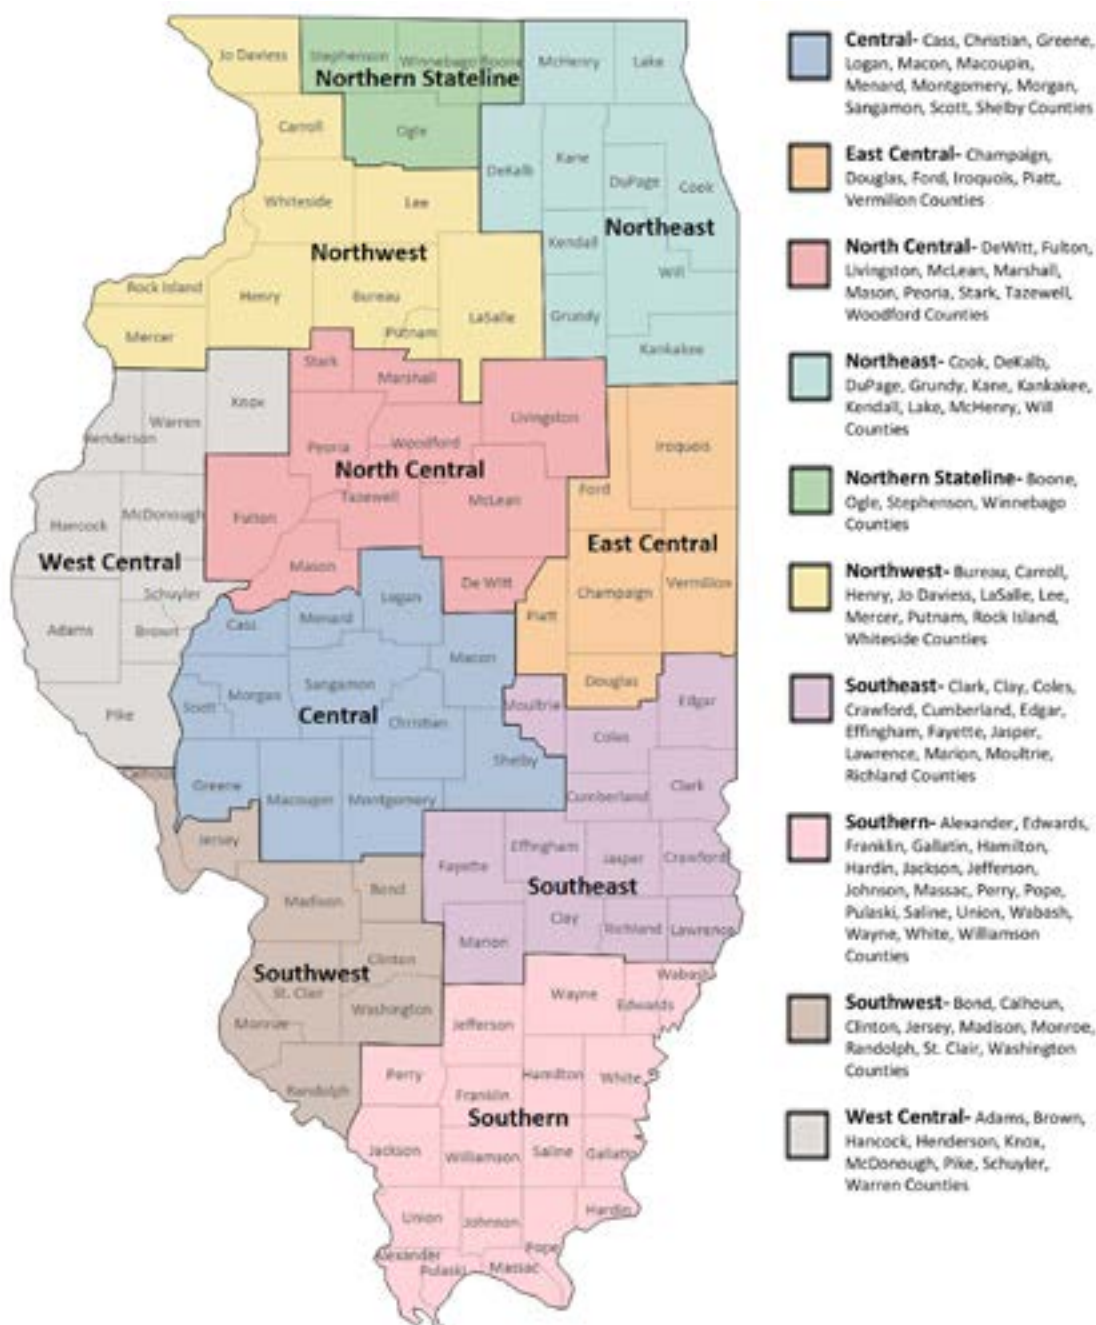 Jo Daviess
Stephenson
Winnebago
Boone
McHenry
Lake
Northern Stateline
Carroll
Ogle
DeKalb
Kane
DuPage
Cook
Whiteside
Lee
Northeast
Northwest
Kendall
Will
Rock Island
Henry
Bureau
Putnam
LaSalle
Grundy
Mercer
Kankakee
Stark
Marshall
Knox
Warren
Henderson
Livingston
Peoria
Woodford
Iroquois
North Central
Tazewell
McLean
Ford
Hancock
McDonough
Fulton
West Central
East Central
Mason
De Witt
Champaign
Vermilion
Schuyler
Logan
Adams
Brown
Cass
Menard
Piatt
Macon
Sangamon
Douglas
Morgan
Scott
Pike
Central
Christian
Moultrie
Edgar
Coles
Shelby
Calhoun
Greene
Macoupin
Montgomery
Cumberland
Clark
Jersey
Effingham
Fayette
Jasper
Crawford
Southeast
Madison
Bond
Clay
Richland
Lawrence
Marion
Clinton
Southwest
St. Clair
Wabash
Wayne
Edwards
Washington
Monroe
Jefferson
Perry
Hamilton
White
Randolph
Franklin
Southern
Jackson
Williamson
Saline
Gallatin
Union
Johnson
Hardin
Pope
Alexander
Pulaski
Massac
Central- Cass, Christian, Greene,
Logan, Macon, Macoupin,
Menard, Montgomery, Morgan,
Sangamon, Scott, Shelby Counties
East Central- Champaign,
Douglas, Ford, Iroquois, Piatt,
Vermilion Counties
North Central- DeWitt, Fulton,
Livingston, McLean, Marshall,
Mason, Peoria, Stark, Tazewell,
Woodford Counties
Northeast- Cook, DeKalb,
DuPage, Grundy, Kane, Kankakee,
Kendall, Lake, McHenry, Will
Counties
Northern Stateline- Boone,
Ogle, Stephenson, Winnebago
Counties
Northwest- Bureau, Carroll,
Henry, Jo Daviess, LaSalle, Lee,
Mercer, Putnam, Rock Island,
Whiteside Counties
Southeast- Clark, Clay, Coles,
Crawford, Cumberland, Edgar,
Effingham, Fayette, Jasper,
Lawrence, Marion, Moultrie,
Richland Counties
Southern- Alexander, Edwards,
Franklin, Gallatin, Hamilton,
Hardin, Jackson, Jefferson,
Johnson, Massac, Perry, Pope,
Pulaski, Saline, Union, Wabash,
Wayne, White, Williamson
Counties
Southwest- Bond, Calhoun,
Clinton, Jersey, Madison, Monroe,
Randolph, St. Clair, Washington
Counties
West Central- Adams, Brown,
Hancock, Henderson, Knox,
McDonough, Pike, Schuyler,
Warren Counties